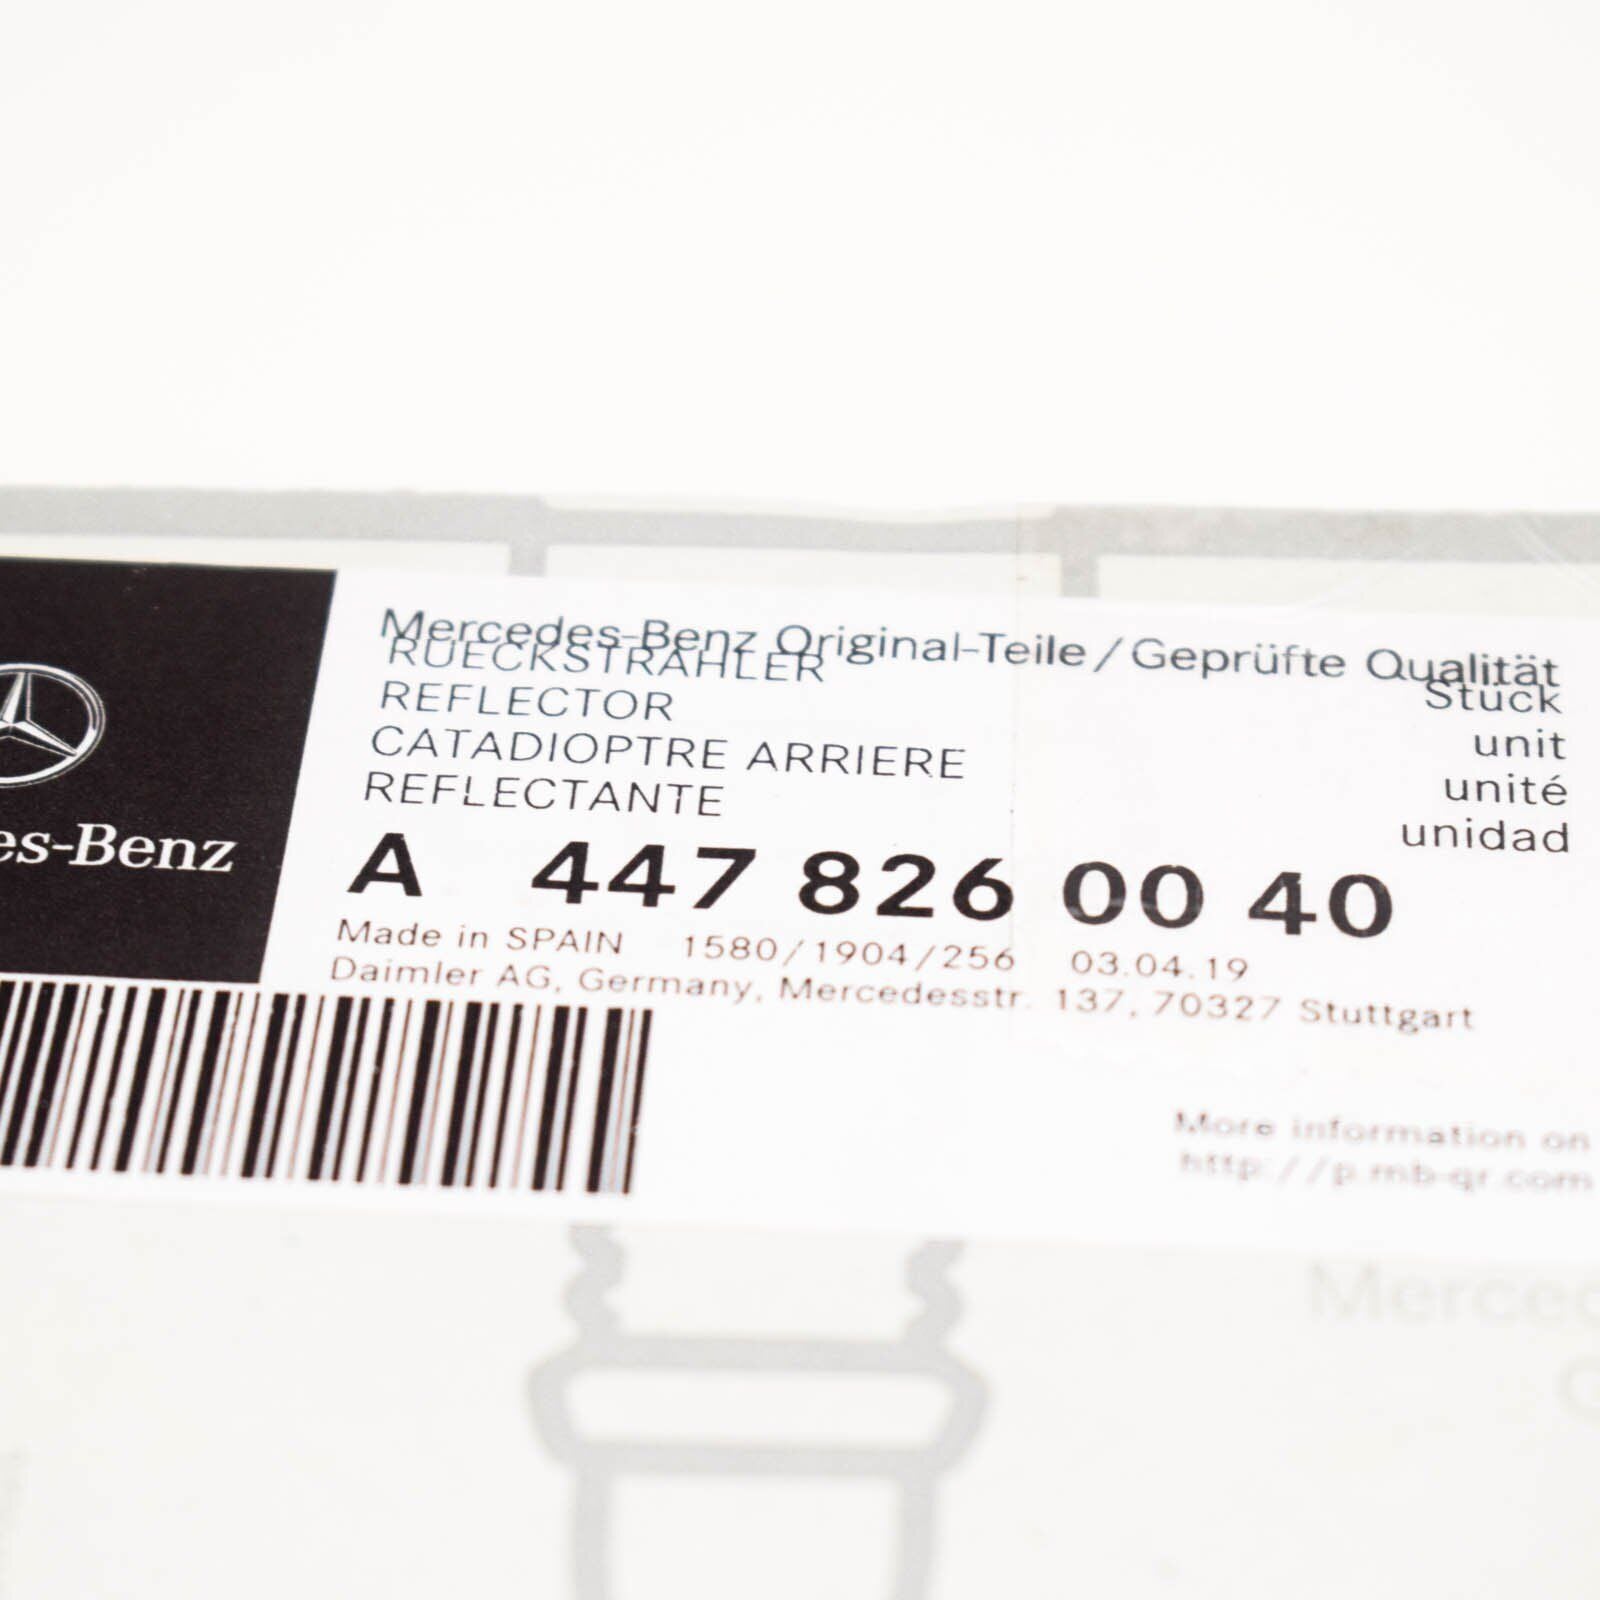 Mercedes-Benz Original-Teile / Geprüfte Qualität
RUECKSTRAHLER
Stück
REFLECTOR
unit
CATADIOPTRE ARRIERE
unité
REFLECTANTE
unidad
A 447 826 00 40
Made in SPAIN 1580/1904/256 03.04.19
Daimler AG, Germany, Mercedesstr. 137, 70327 Stuttgart
es-Benz
More information on
http://p.mb-qr.com
Merced